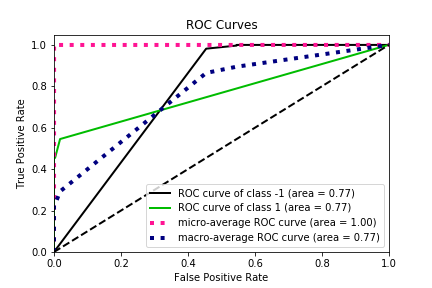 ROC Curves
True Positive Rate
1.0
0.8
0.6
0.4
0.2
0.0
ROC curve of class -1 (area = 0.77)
ROC curve of class 1 (area = 0.77)
micro-average ROC curve (area = 1.00)
macro-average ROC curve (area = 0.77)
0.0 0.2 0.4 0.6 0.8 1.0
False Positive Rate